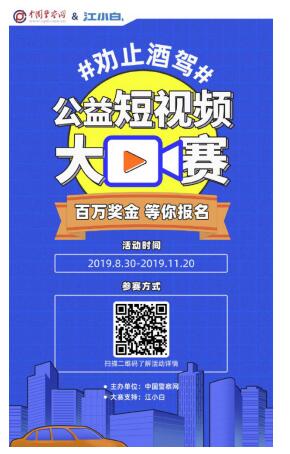 中国警察网 & 江小白
#劝止酒驾#
公益短视频
大赛
百万奖金 等你报名
活动时间
2019.8.30-2019.11.20
参赛方式
扫描二维码了解活动详情
● 主办单位：中国警察网
● 大赛支持：江小白